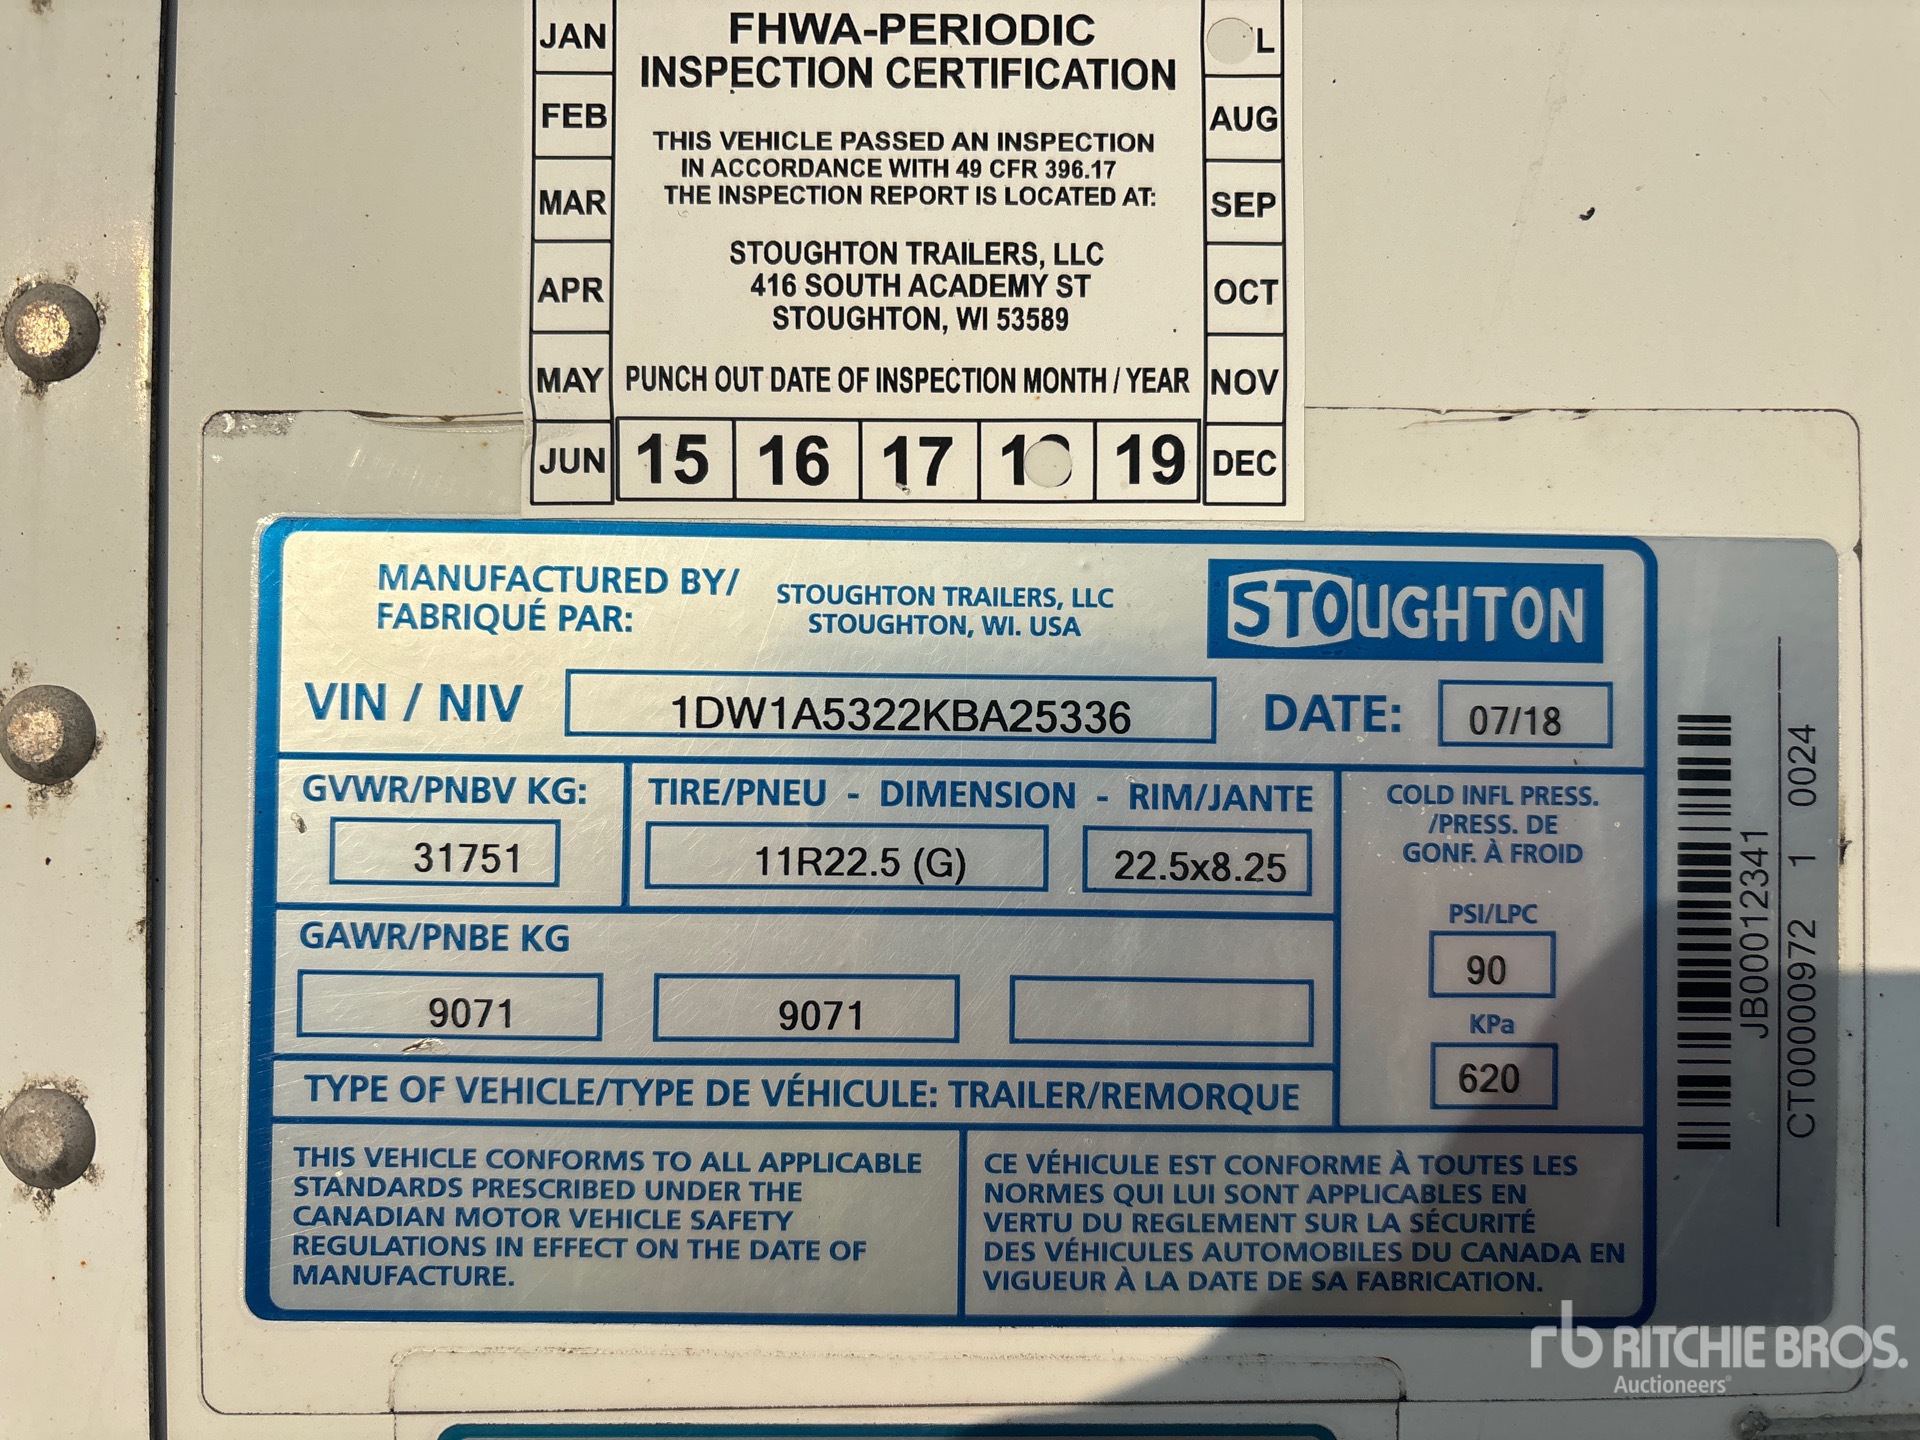 FHWA-PERIODIC
INSPECTION CERTIFICATION
THIS VEHICLE PASSED AN INSPECTION
IN ACCORDANCE WITH 49 CFR 396.17
THE INSPECTION REPORT IS LOCATED AT:
STOUGHTON TRAILERS, LLC
416 SOUTH ACADEMY ST
STOUGHTON, WI 53589
PUNCH OUT DATE OF INSPECTION MONTH / YEAR
JAN
FEB
MAR
APR
MAY
JUN
15 16 17 19
AUG
SEP
OCT
NOV
DEC
MANUFACTURED BY/
FABRIQUÉ PAR:
STOUGHTON TRAILERS, LLC
STOUGHTON, WI. USA
STOUGHTON
VIN / NIV 1DW1A5322KBA25336 DATE: 07/18
GVWR/PNBV KG:
31751
TIRE/PNEU - DIMENSION - RIM/JANTE
11R22.5 (G) 22.5x8.25
COLD INFL PRESS.
/PRESS. DE
GONF. À FROID
PSI/LPC
90
KPa
620
GAWR/PNBE KG
9071 9071
TYPE OF VEHICLE/TYPE DE VÉHICULE: TRAILER/REMORQUE
THIS VEHICLE CONFORMS TO ALL APPLICABLE
STANDARDS PRESCRIBED UNDER THE
CANADIAN MOTOR VEHICLE SAFETY
REGULATIONS IN EFFECT ON THE DATE OF
MANUFACTURE.
CE VÉHICULE EST CONFORME À TOUTES LES
NORMES QUI LUI SONT APPLICABLES EN
VERTU DU REGLEMENT SUR LA SÉCURITÉ
DES VÉHICULES AUTOMOBILES DU CANADA EN
VIGUEUR À LA DATE DE SA FABRICATION.
JB00012341
CT00000972 1 0024
rb RITCHIE BROS.
Auctioneers